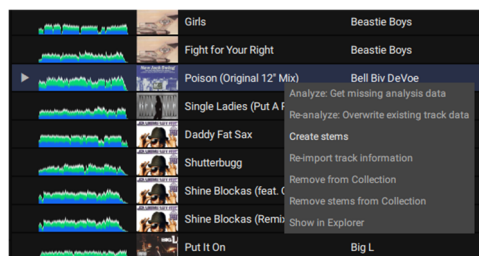 Girls Beastie Boys
Fight for Your Right Beastie Boys
Poison (Original 12" Mix) Bell Biv DeVoe
Analyze: Get missing analysis data
Single Ladies (Put A R
Re-analyze: Overwrite existing track data
Daddy Fat Sax
Create stems
Shutterbugg
Re-import track information
Remove from Collection
Shine Blockas (feat. G
Remove stems from Collection
Shine Blockas (Remix
Show in Explorer
Put It On Big L